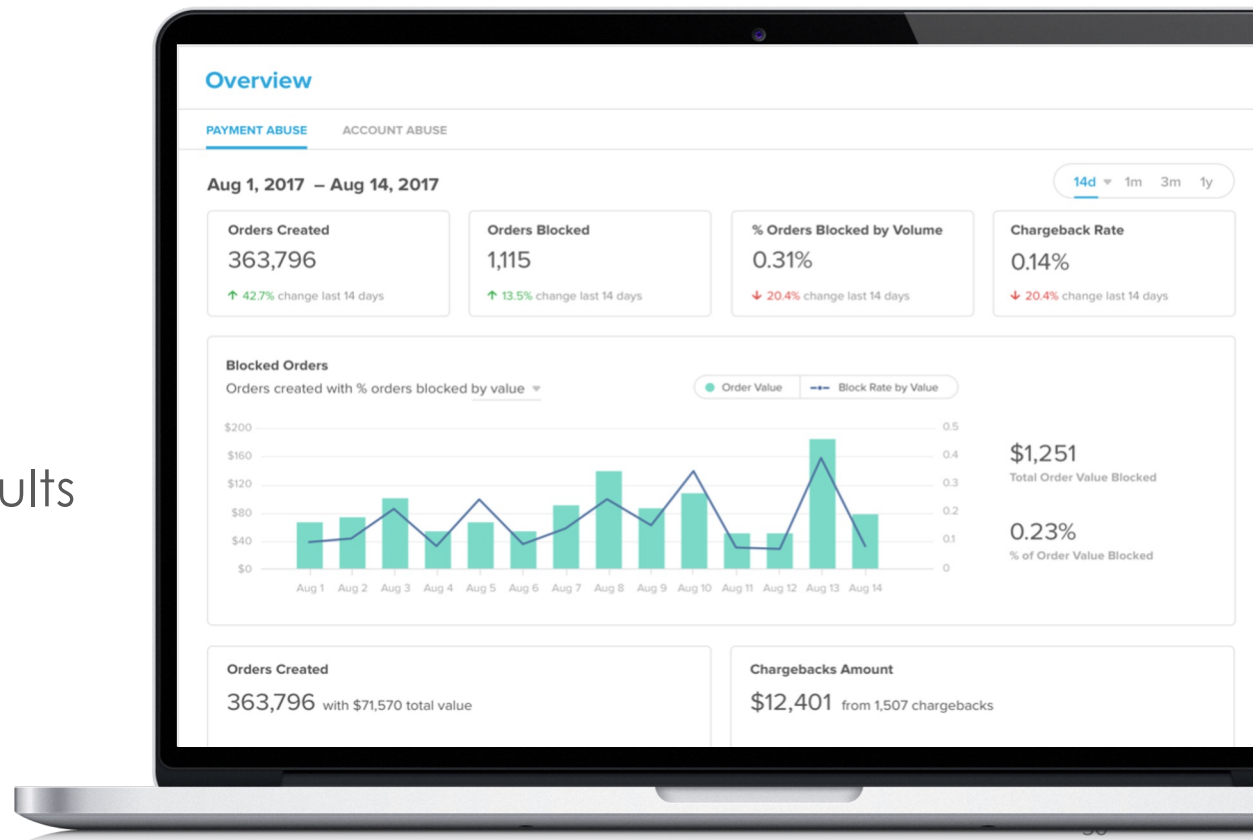 ults
Overview
PAYMENT ABUSE ACCOUNT ABUSE
Aug 1, 2017 – Aug 14, 2017
14d 1m 3m 1y
Orders Created
363,796
↑ 42.7% change last 14 days
Orders Blocked
1,115
↑ 13.5% change last 14 days
% Orders Blocked by Volume
0.31%
↓ 20.4% change last 14 days
Chargeback Rate
0.14%
↓ 20.4% change last 14 days
Blocked Orders
Orders created with % orders blocked by value
Order Value Block Rate by Value
$200 0.5
$160 0.4
$120 0.3
$80 0.2
$40 0.1
$0 0
Aug 1 Aug 2 Aug 3 Aug 4 Aug 5 Aug 6 Aug 7 Aug 8 Aug 9 Aug 10 Aug 11 Aug 12 Aug 13 Aug 14
$1,251
Total Order Value Blocked
0.23%
% of Order Value Blocked
Orders Created
363,796 with $71,570 total value
Chargebacks Amount
$12,401 from 1,507 chargebacks